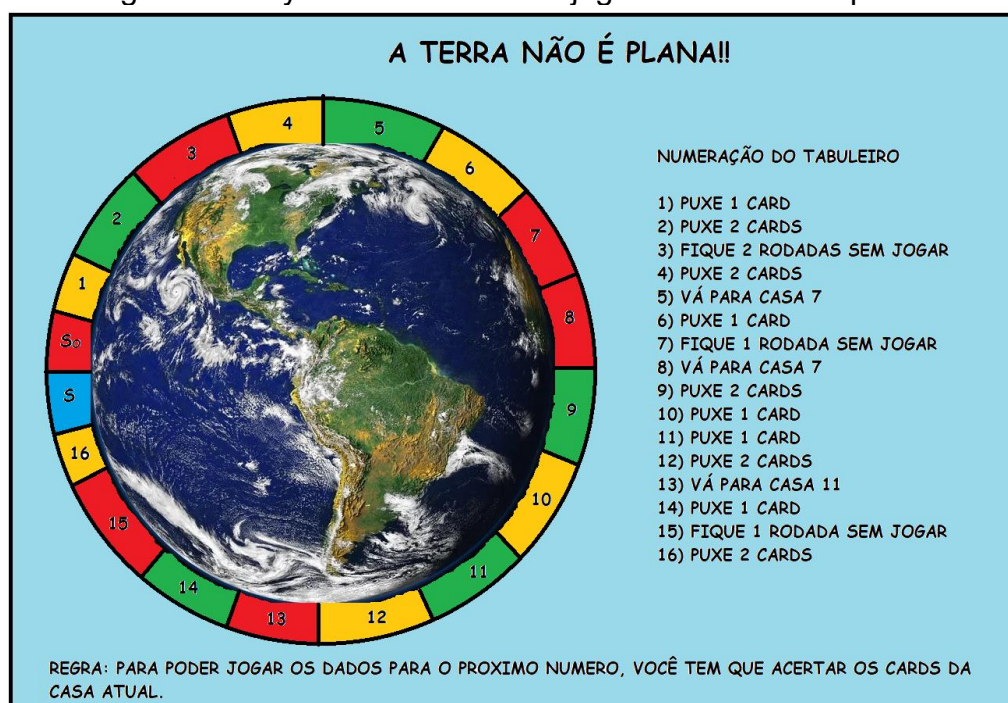 A TERRA NÃO É PLANA!!
4
5
3
6
2
7
1
8
So
S
9
16
10
15
11
14
13
12
NUMERAÇÃO DO TABULEIRO
1) PUXE 1 CARD
2) PUXE 2 CARDS
3) FIQUE 2 RODADAS SEM JOGAR
4) PUXE 2 CARDS
5) VÁ PARA CASA 7
6) PUXE 1 CARD
7) FIQUE 1 RODADA SEM JOGAR
8) VÁ PARA CASA 7
9) PUXE 2 CARDS
10) PUXE 1 CARD
11) PUXE 1 CARD
12) PUXE 2 CARDS
13) VÁ PARA CASA 11
14) PUXE 1 CARD
15) FIQUE 1 RODADA SEM JOGAR
16) PUXE 2 CARDS
REGRA: PARA PODER JOGAR OS DADOS PARA O PROXIMO NUMERO, VOCÊ TEM QUE ACERTAR OS CARDS DA
CASA ATUAL.